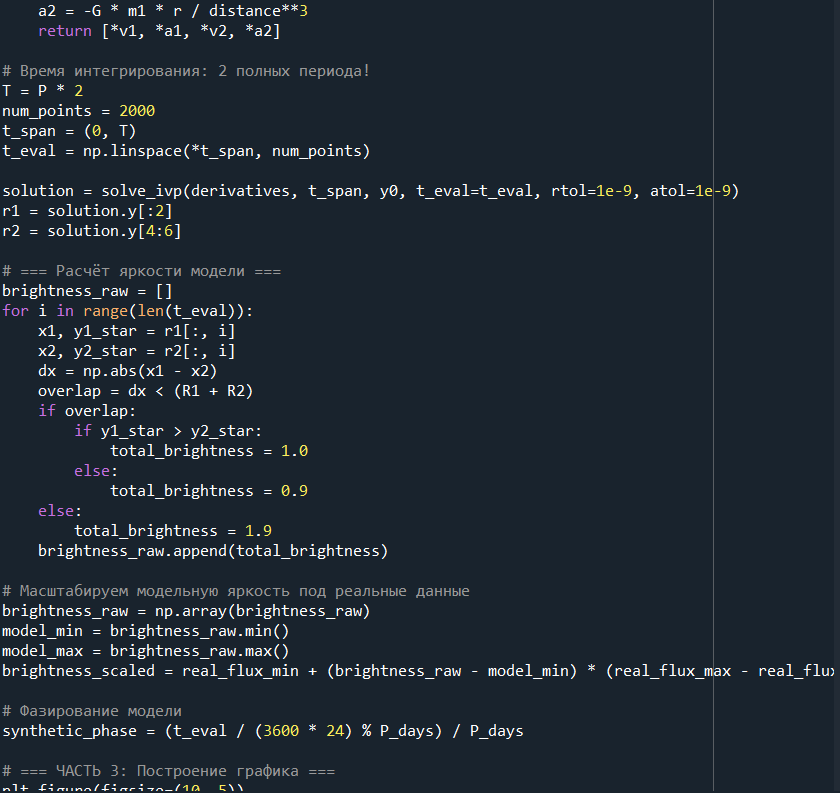 a2 = -G * m1 * r / distance**3
    return [*v1, *a1, *v2, *a2]

# Время интегрирования: 2 полных периода!
T = P * 2
num_points = 2000
t_span = (0, T)
t_eval = np.linspace(*t_span, num_points)

solution = solve_ivp(derivatives, t_span, y0, t_eval=t_eval, rtol=1e-9, atol=1e-9)
r1 = solution.y[:2]
r2 = solution.y[4:6]

# === Расчёт яркости модели ===
brightness_raw = []
for i in range(len(t_eval)):
    x1, y1_star = r1[:, i]
    x2, y2_star = r2[:, i]
    dx = np.abs(x1 - x2)
    overlap = dx < (R1 + R2)
    if overlap:
        if y1_star > y2_star:
            total_brightness = 1.0
        else:
            total_brightness = 0.9
    else:
        total_brightness = 1.9
    brightness_raw.append(total_brightness)

# Масштабируем модельную яркость под реальные данные
brightness_raw = np.array(brightness_raw)
model_min = brightness_raw.min()
model_max = brightness_raw.max()
brightness_scaled = real_flux_min + (brightness_raw - model_min) * (real_flux_max - real_flux

# Фазирование модели
synthetic_phase = (t_eval / (3600 * 24) % P_days) / P_days

# === ЧАСТЬ 3: Построение графика ===
plt.figure(figsize=(10, 5))